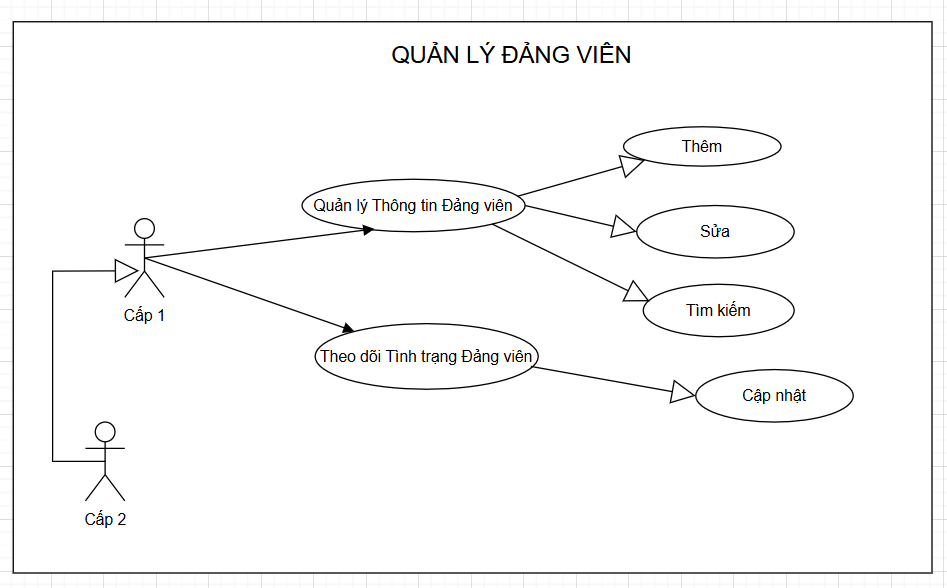 QUẢN LÝ ĐẢNG VIÊN
Thêm
Quản lý Thông tin Đảng viên
Sửa
Tìm kiếm
Cấp 1
Theo dõi Tình trạng Đảng viên
Cập nhật
Cấp 2